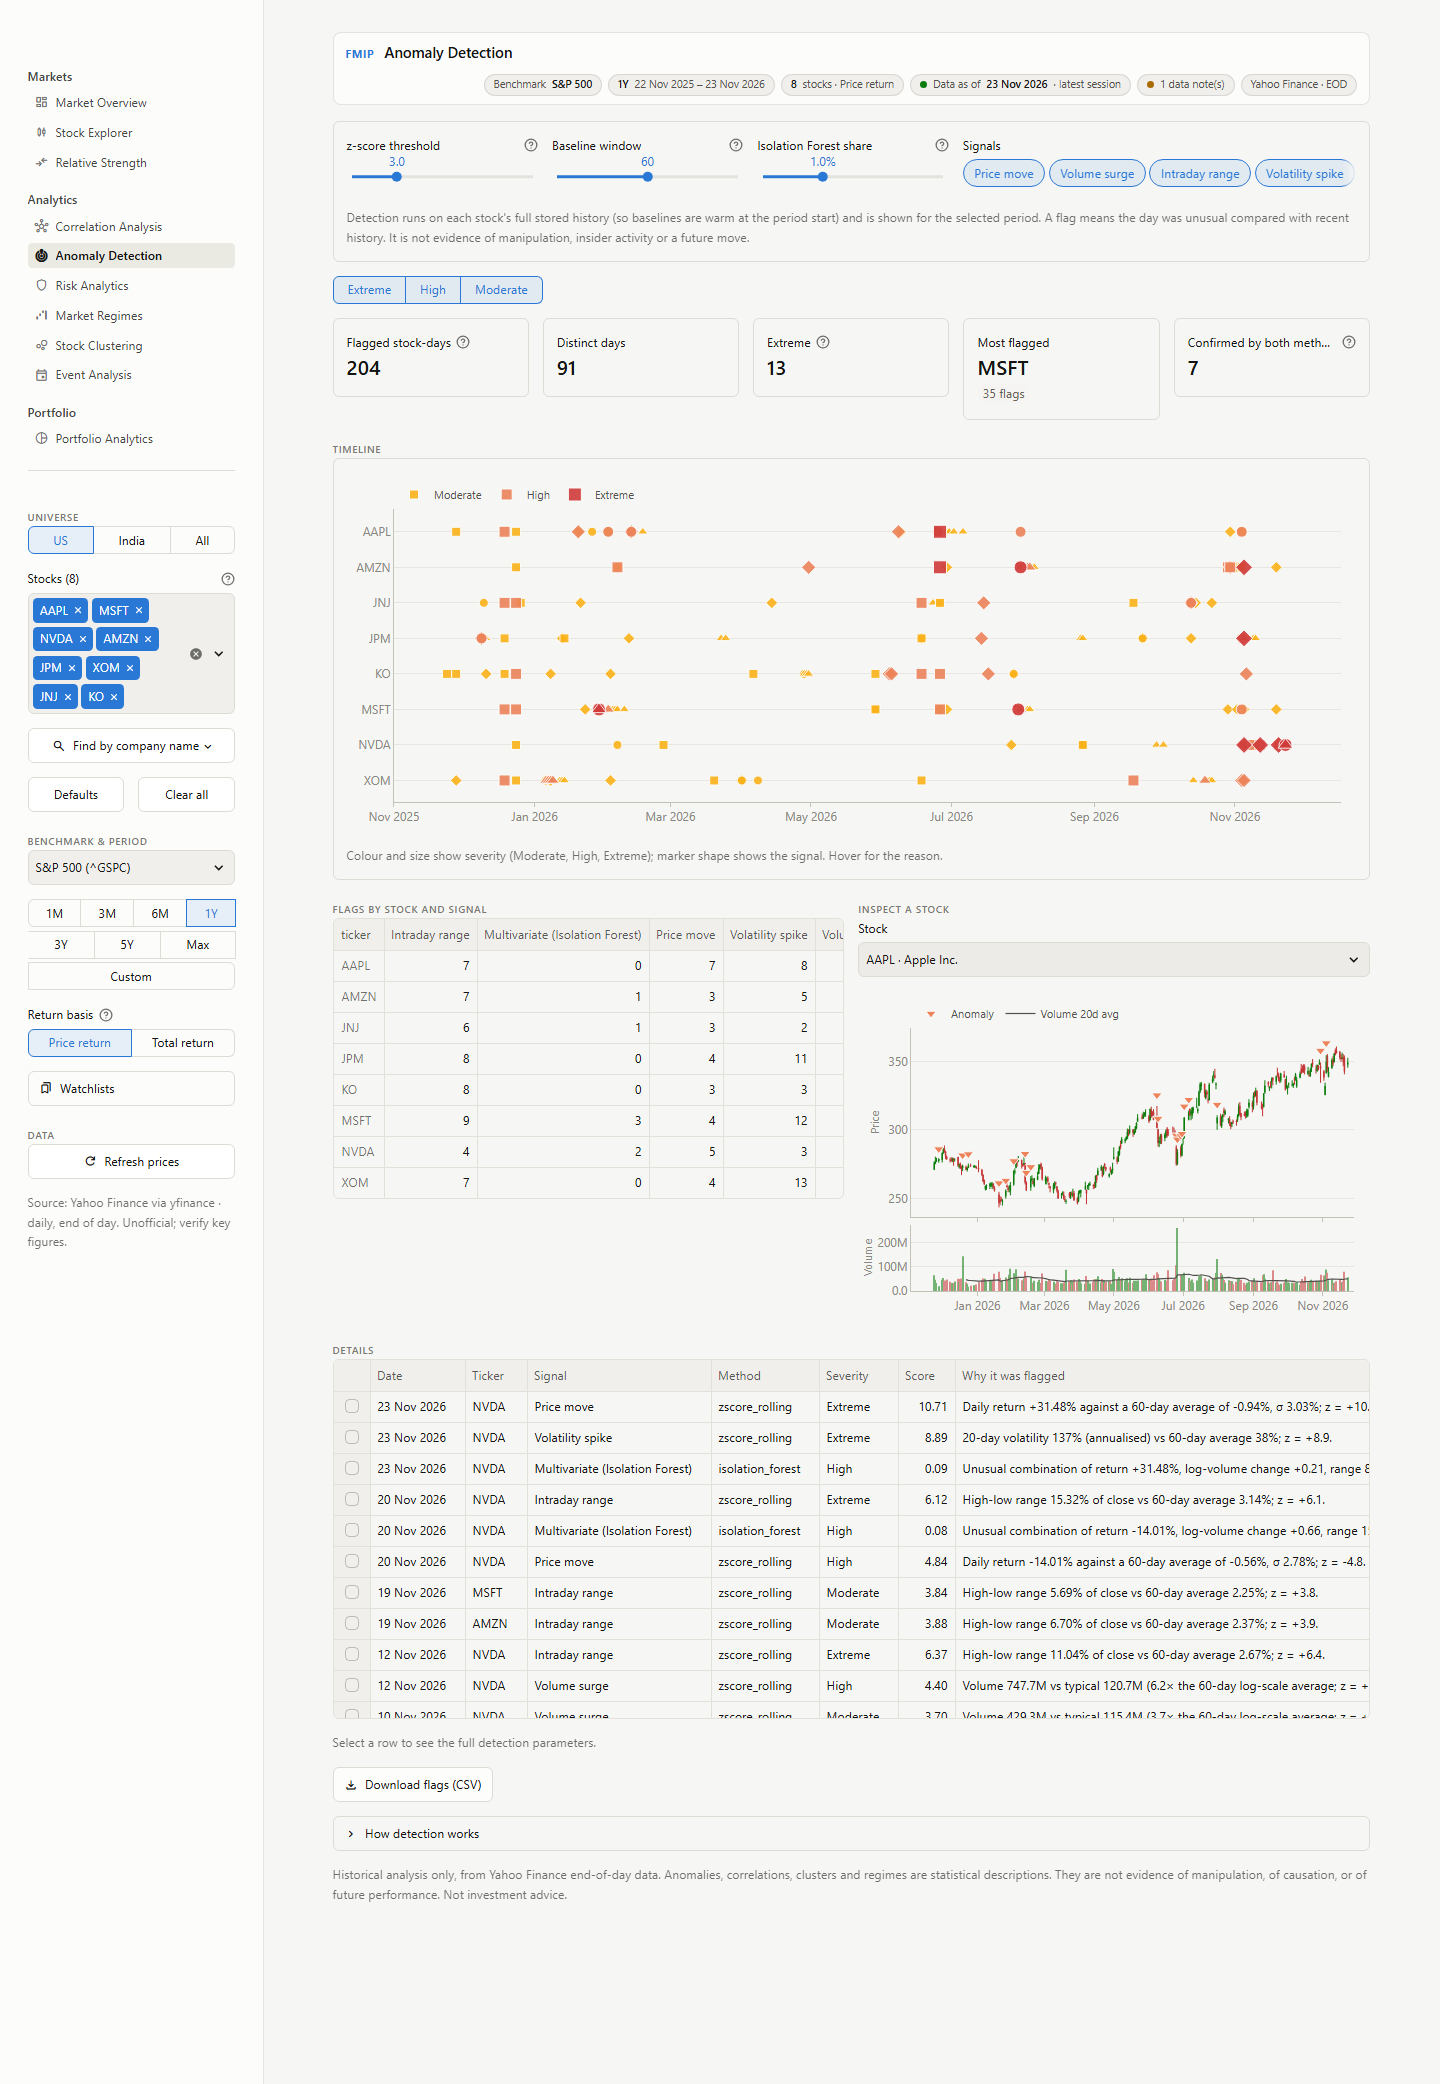 Markets
Market Overview
Stock Explorer
Relative Strength
Analytics
Correlation Analysis
Anomaly Detection
Risk Analytics
Market Regimes
Stock Clustering
Event Analysis
Portfolio
Portfolio Analytics
UNIVERSE
US India All
Stocks (8)
AAPL × MSFT ×
NVDA × AMZN ×
JPM × XOM ×
JNJ × KO ×
Find by company name
Defaults Clear all
BENCHMARK & PERIOD
S&P 500 (^GSPC)
1M 3M 6M 1Y
3Y 5Y Max
Custom
Return basis
Price return Total return
Watchlists
DATA
Refresh prices
Source: Yahoo Finance via yfinance ·
daily, end of day. Unofficial; verify key
figures.
FMIP Anomaly Detection
Benchmark S&P 500 1Y 22 Nov 2025 – 23 Nov 2026 8 stocks · Price return Data as of 23 Nov 2026 · latest session 1 data note(s) Yahoo Finance · EOD
z-score threshold Baseline window Isolation Forest share Signals
3.0 60 1.0%
Price move Volume surge Intraday range Volatility spike
Detection runs on each stock's full stored history (so baselines are warm at the period start) and is shown for the selected period. A flag means the day was unusual compared with recent
history. It is not evidence of manipulation, insider activity or a future move.
Extreme High Moderate
Flagged stock-days Distinct days Extreme Most flagged Confirmed by both meth...
204 91 13 MSFT 7
35 flags
TIMELINE
Moderate High Extreme
AAPL
AMZN
JNJ
JPM
KO
MSFT
NVDA
XOM
Nov 2025 Jan 2026 Mar 2026 May 2026 Jul 2026 Sep 2026 Nov 2026
Colour and size show severity (Moderate, High, Extreme); marker shape shows the signal. Hover for the reason.
FLAGS BY STOCK AND SIGNAL
ticker Intraday range Multivariate (Isolation Forest) Price move Volatility spike Volu
AAPL 7 0 7 8
AMZN 7 1 3 5
JNJ 6 1 3 2
JPM 8 0 4 11
KO 8 0 3 3
MSFT 9 3 4 12
NVDA 4 2 5 3
XOM 7 0 4 13
INSPECT A STOCK
Stock
AAPL · Apple Inc.
Anomaly Volume 20d avg
Price
350
300
250
Volume
200M
100M
0.0
Jan 2026 Mar 2026 May 2026 Jul 2026 Sep 2026 Nov 2026
DETAILS
Date Ticker Signal Method Severity Score Why it was flagged
23 Nov 2026 NVDA Price move zscore_rolling Extreme 10.71 Daily return +31.48% against a 60-day average of -0.94%, σ 3.03%; z = +10.
23 Nov 2026 NVDA Volatility spike zscore_rolling Extreme 8.89 20-day volatility 137% (annualised) vs 60-day average 38%; z = +8.9.
23 Nov 2026 NVDA Multivariate (Isolation Forest) isolation_forest High 0.09 Unusual combination of return +31.48%, log-volume change +0.21, range 8
20 Nov 2026 NVDA Intraday range zscore_rolling Extreme 6.12 High-low range 15.32% of close vs 60-day average 3.14%; z = +6.1.
20 Nov 2026 NVDA Multivariate (Isolation Forest) isolation_forest High 0.08 Unusual combination of return -14.01%, log-volume change +0.66, range 1
20 Nov 2026 NVDA Price move zscore_rolling High 4.84 Daily return -14.01% against a 60-day average of -0.56%, σ 2.78%; z = -4.8.
19 Nov 2026 MSFT Intraday range zscore_rolling Moderate 3.84 High-low range 5.69% of close vs 60-day average 2.25%; z = +3.8.
19 Nov 2026 AMZN Intraday range zscore_rolling Moderate 3.88 High-low range 6.70% of close vs 60-day average 2.37%; z = +3.9.
12 Nov 2026 NVDA Intraday range zscore_rolling Extreme 6.37 High-low range 11.04% of close vs 60-day average 2.67%; z = +6.4.
12 Nov 2026 NVDA Volume surge zscore_rolling High 4.40 Volume 747.7M vs typical 120.7M (6.2× the 60-day log-scale average; z = +
10 Nov 2026 NVDA Volume surge zscore_rolling Moderate 3.70 Volume 429.3M vs typical 115.4M (3.7× the 60-day log-scale average; z =
Select a row to see the full detection parameters.
Download flags (CSV)
How detection works
Historical analysis only, from Yahoo Finance end-of-day data. Anomalies, correlations, clusters and regimes are statistical descriptions. They are not evidence of manipulation, of causation, or of
future performance. Not investment advice.